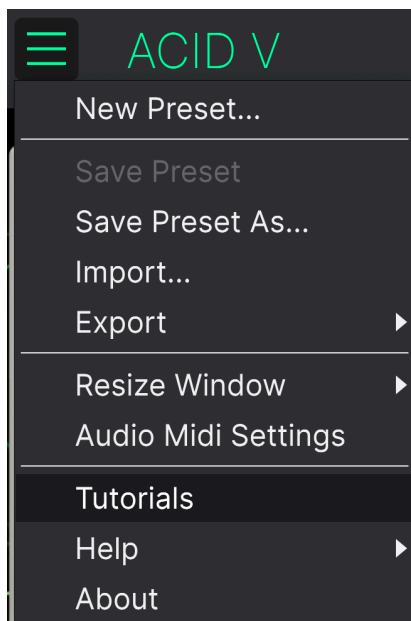 ACID V
New Preset...
Save Preset
Save Preset As...
Import...
Export
Resize Window
Audio Midi Settings
Tutorials
Help
About